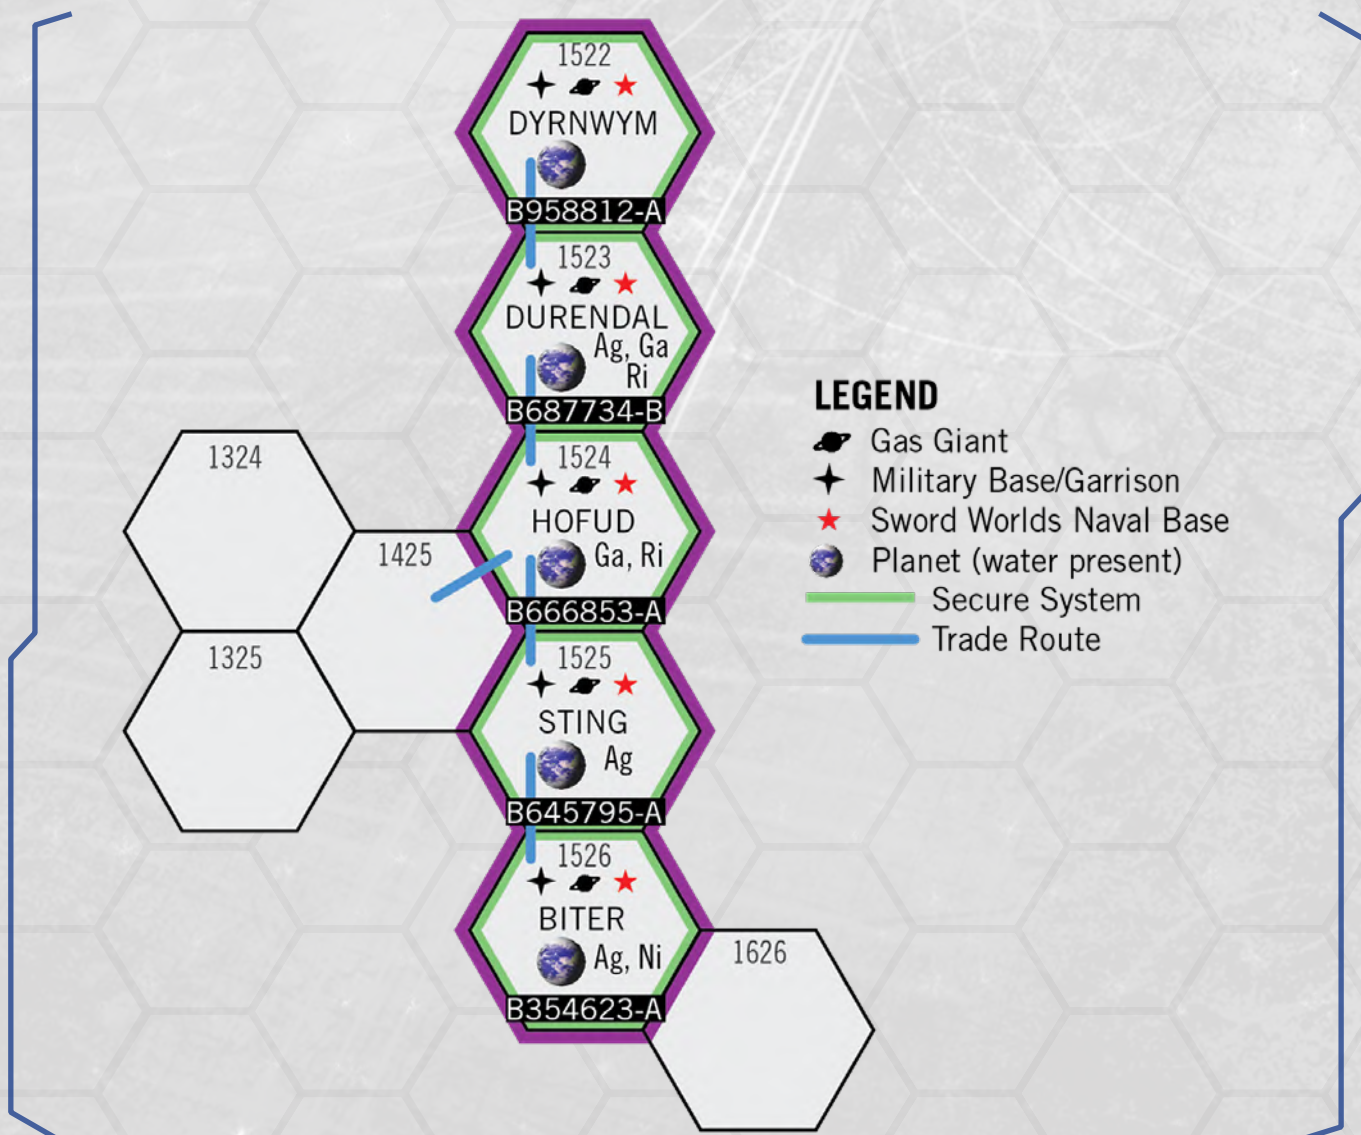 1522
DYRNWYM
B958812-A
1523
DURENDAL
Ag, Ga
Ri
B687734-B
1524
HOFUD
Ga, Ri
B666853-A
1525
STING
Ag
B645795-A
1526
BITER
Ag, Ni
B354623-A
1324
1425
1325
1626
LEGEND
Gas Giant
Military Base/Garrison
Sword Worlds Naval Base
Planet (water present)
Secure System
Trade Route